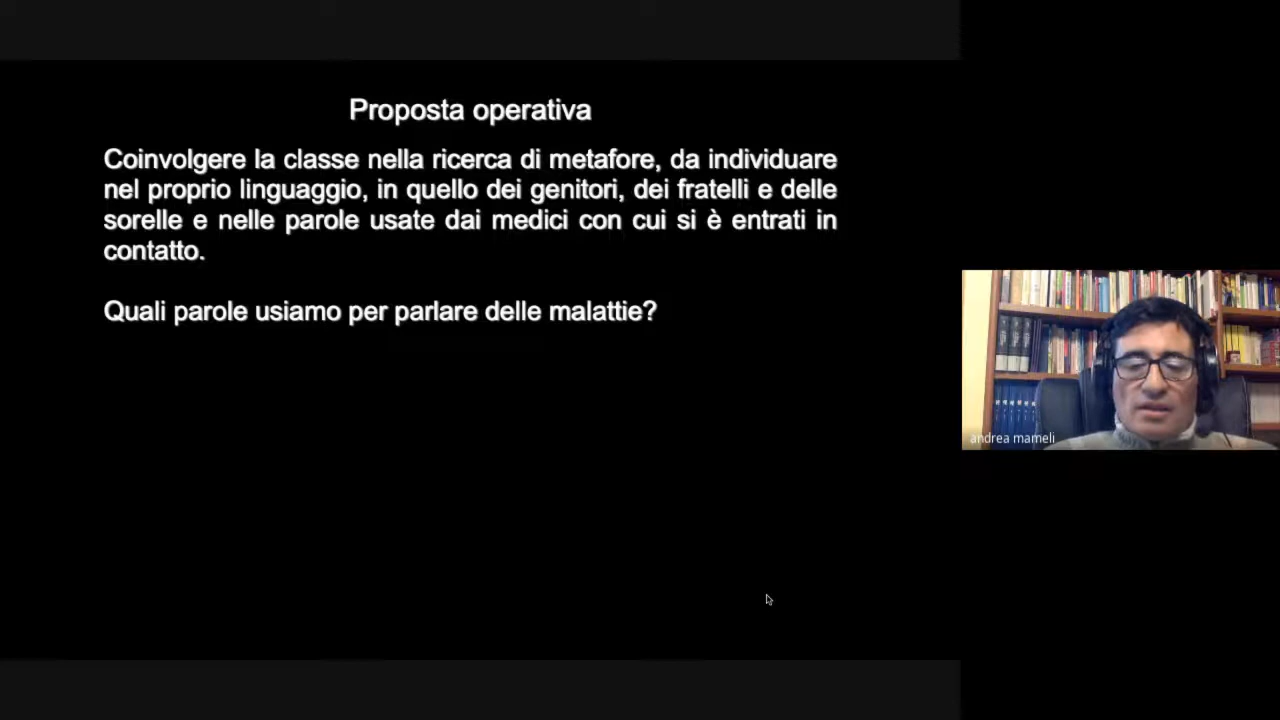 Proposta operativa
Coinvolgere la classe nella ricerca di metafore, da individuare
nel proprio linguaggio, in quello dei genitori, dei fratelli e delle
sorelle e nelle parole usate dai medici con cui si è entrati in
contatto.
Quali parole usiamo per parlare delle malattie?
andrea mameli